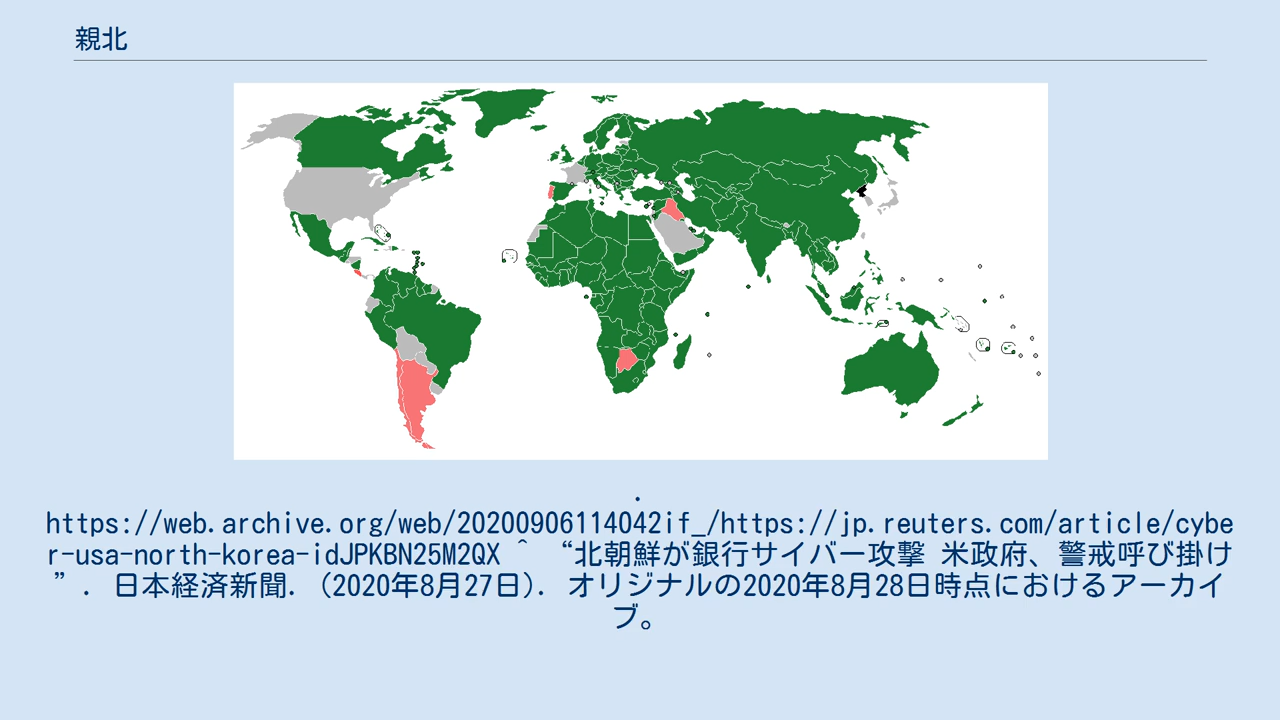 親北
.
https://web.archive.org/web/20200906114042if_/https://jp.reuters.com/article/cybe
r-usa-north-korea-idJPKBN25M2QX ^ “北朝鮮が銀行サイバー攻撃 米政府、警戒呼び掛け
”. 日本経済新聞. (2020年8月27日). オリジナルの2020年8月28日時点におけるアーカイ
ブ。